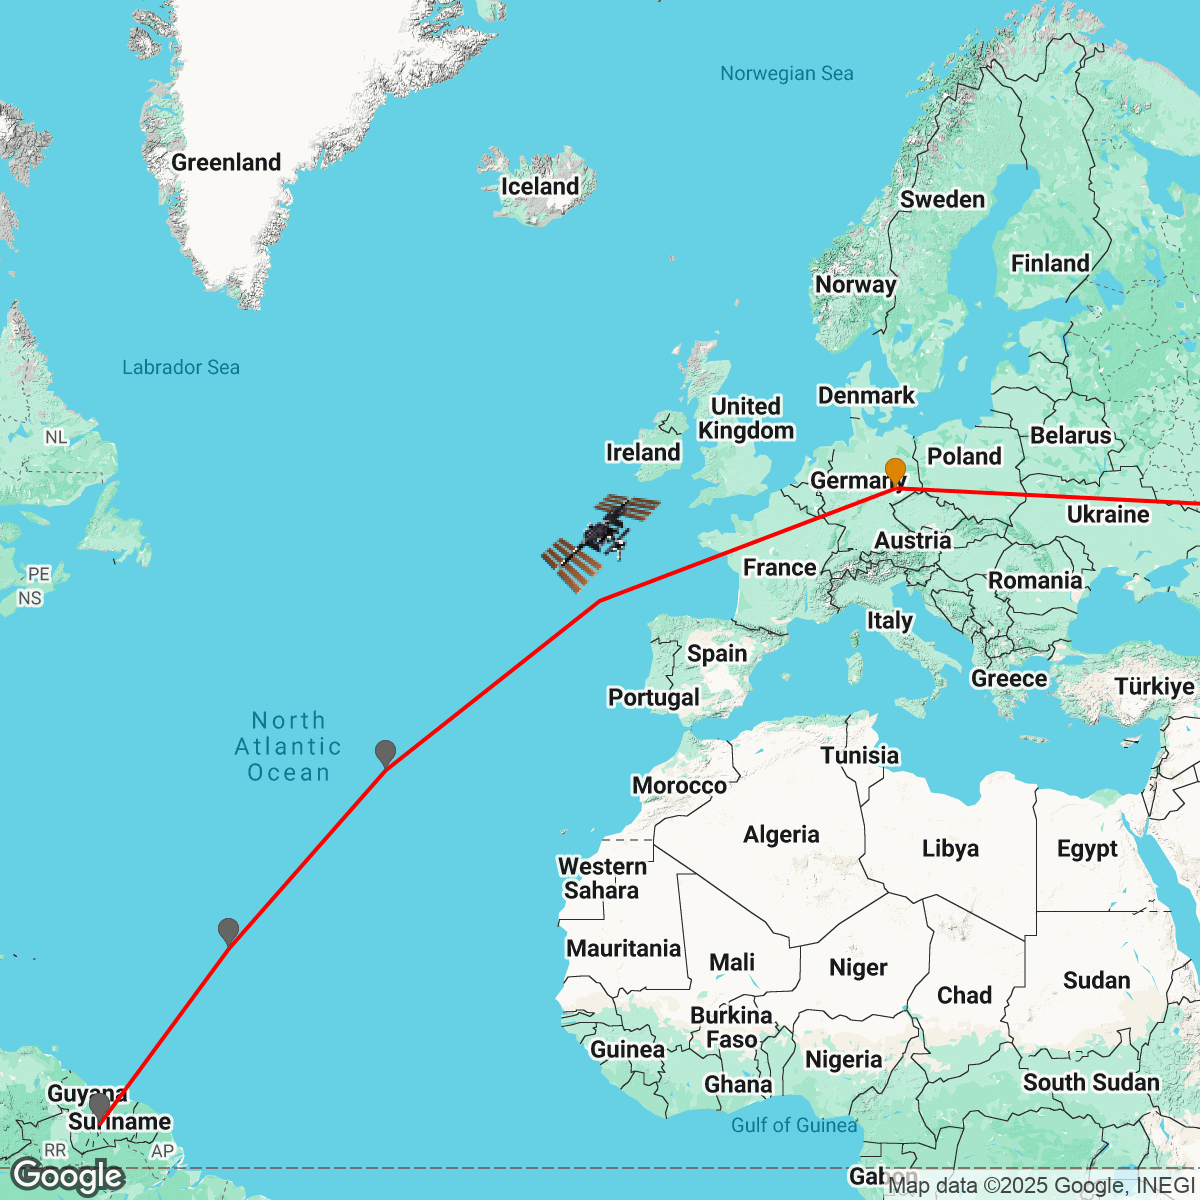 Norwegian Sea
Greenland
Iceland
Sweden
Finland
Norway
Labrador Sea
Denmark
United
Kingdom
NL
Belarus
Ireland
Poland
Germany
Ukraine
Austria
France
PE
Romania
NS
Italy
Spain
Greece
Türkiye
Portugal
North
Atlantic
Ocean
Tunisia
Morocco
Algeria
Libya
Egypt
Western
Sahara
Mauritania
Mali
Niger
Sudan
Chad
Burkina
Faso
Guinea
Nigeria
Ghana
South Sudan
Guyana
Suriname
Gulf of Guinea
RR
AP
Gabon
Google
Map data ©2025 Google, INEGI